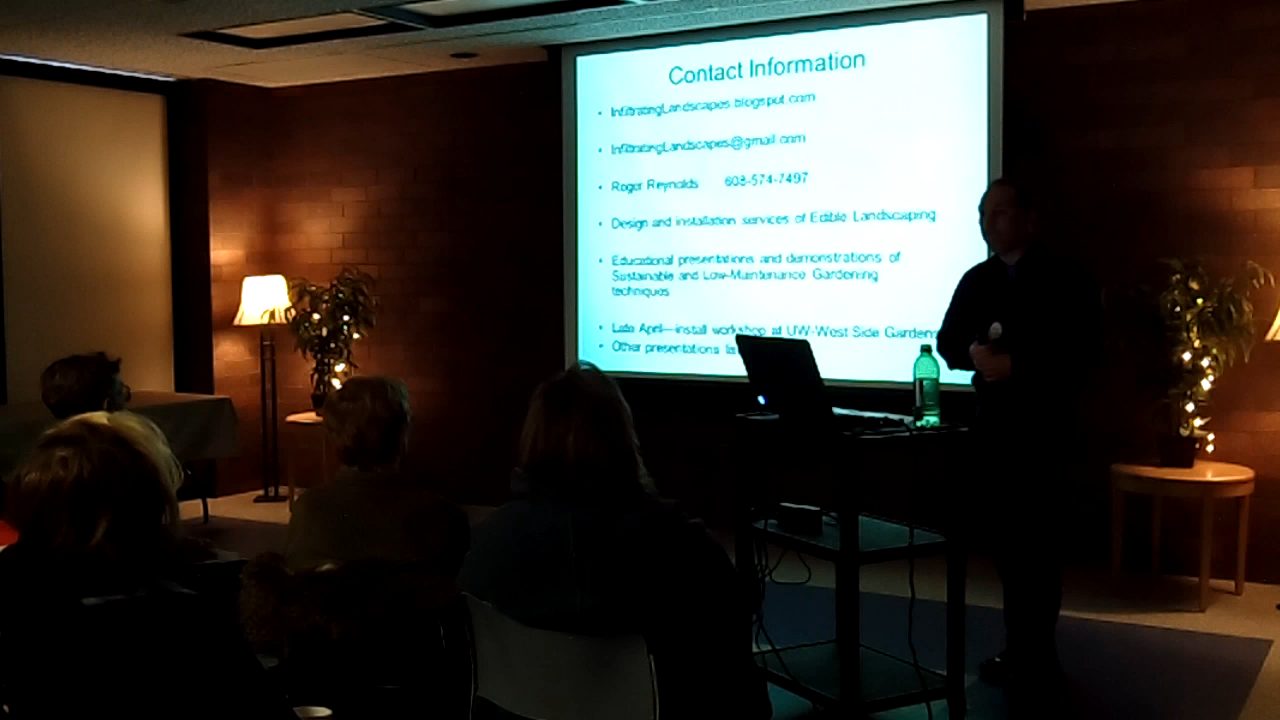 Contact Information
• InfiltratingLandscapes.blogspot.com
• InfiltratingLandscapes@gmail.com
• Roger Reynolds 608-574-7497
• Design and installation services of Edible Landscaping
• Educational presentations and demonstrations of
Sustainable and Low-Maintenance Gardening
techniques
• Late April—install workshop at UW-West Side Gardens
• Other presentations